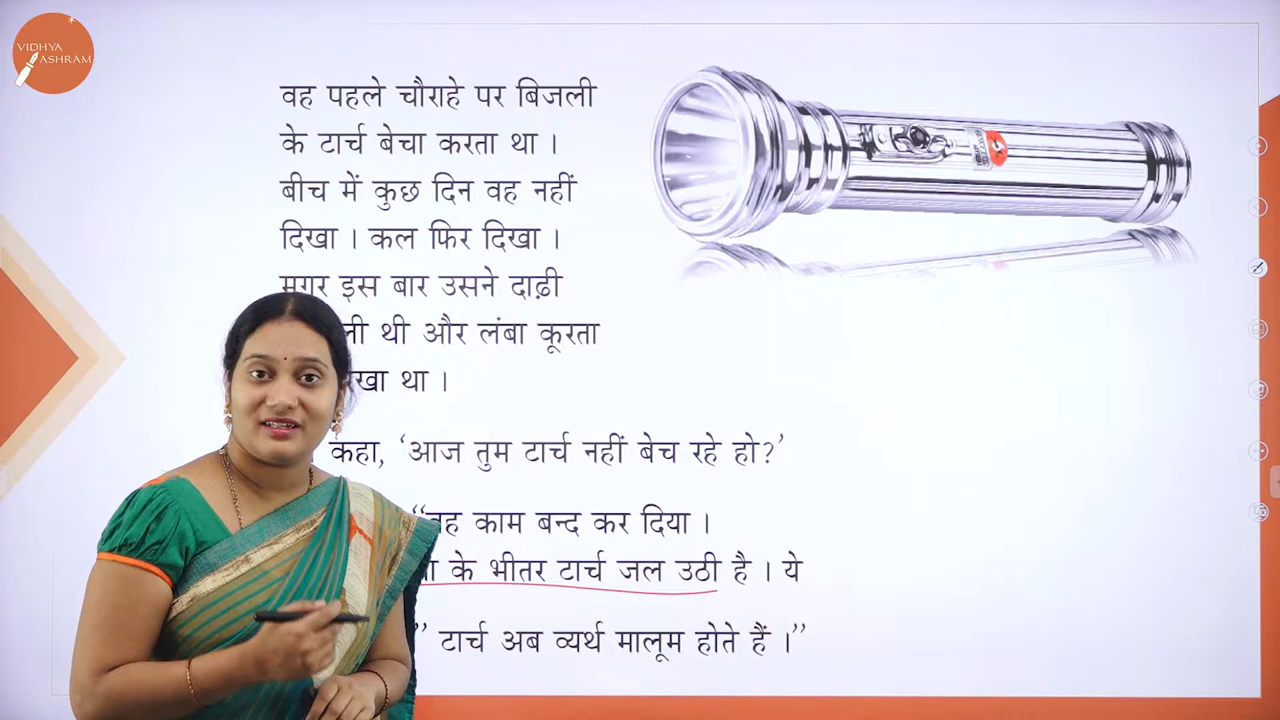 VIDHYA
ASHRAM
वह पहले चौराहे पर बिजली
के टार्च बेचा करता था ।
बीच में कुछ दिन वह नहीं
दिखा । कल फिर दिखा ।
मगर इस बार उसने दाढ़ी
ली थी और लंबा कूरता
था ।
कहा, ‘आज तुम टार्च नहीं बेच रहे हो?’
“वह काम बन्द कर दिया ।
के भीतर टार्च जल उठी है । ये
” टार्च अब व्यर्थ मालूम होते हैं ।”